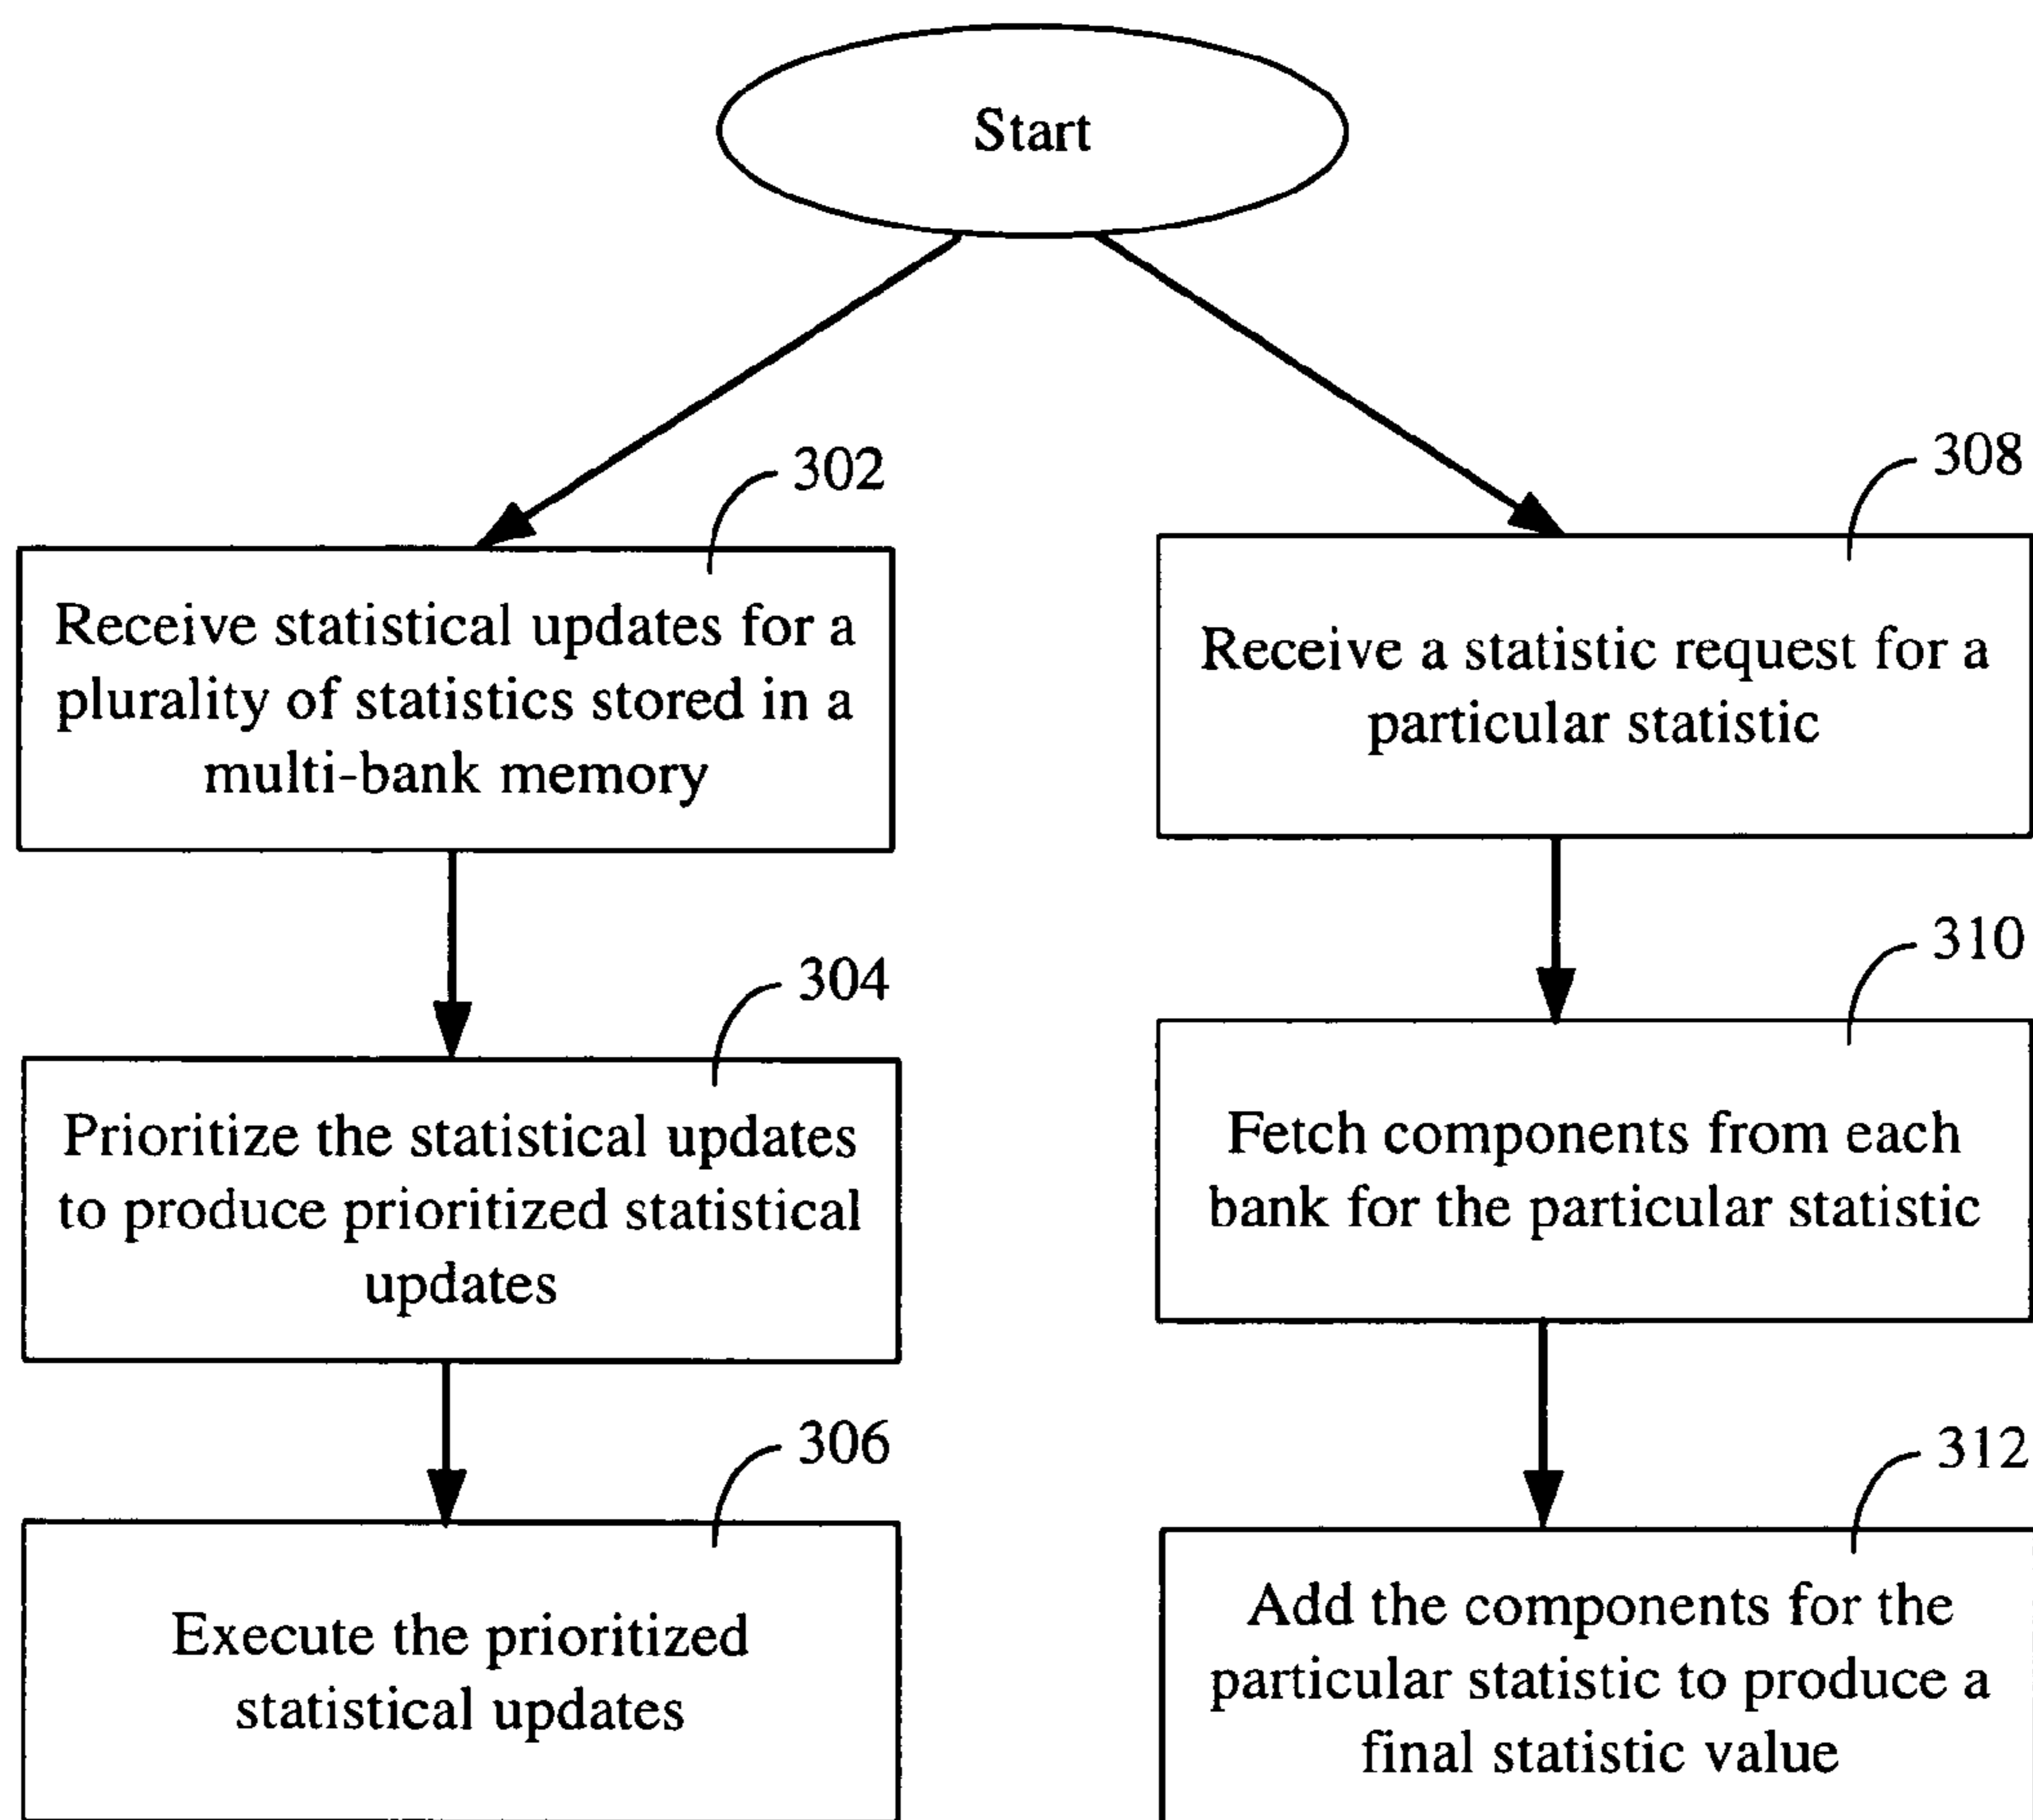 Start
302
Receive statistical updates for a
plurality of statistics stored in a
multi-bank memory
304
Prioritize the statistical updates
to produce prioritized statistical
updates
306
Execute the prioritized
statistical updates
308
Receive a statistic request for a
particular statistic
310
Fetch components from each
bank for the particular statistic
312
Add the components for the
particular statistic to produce a
final statistic value